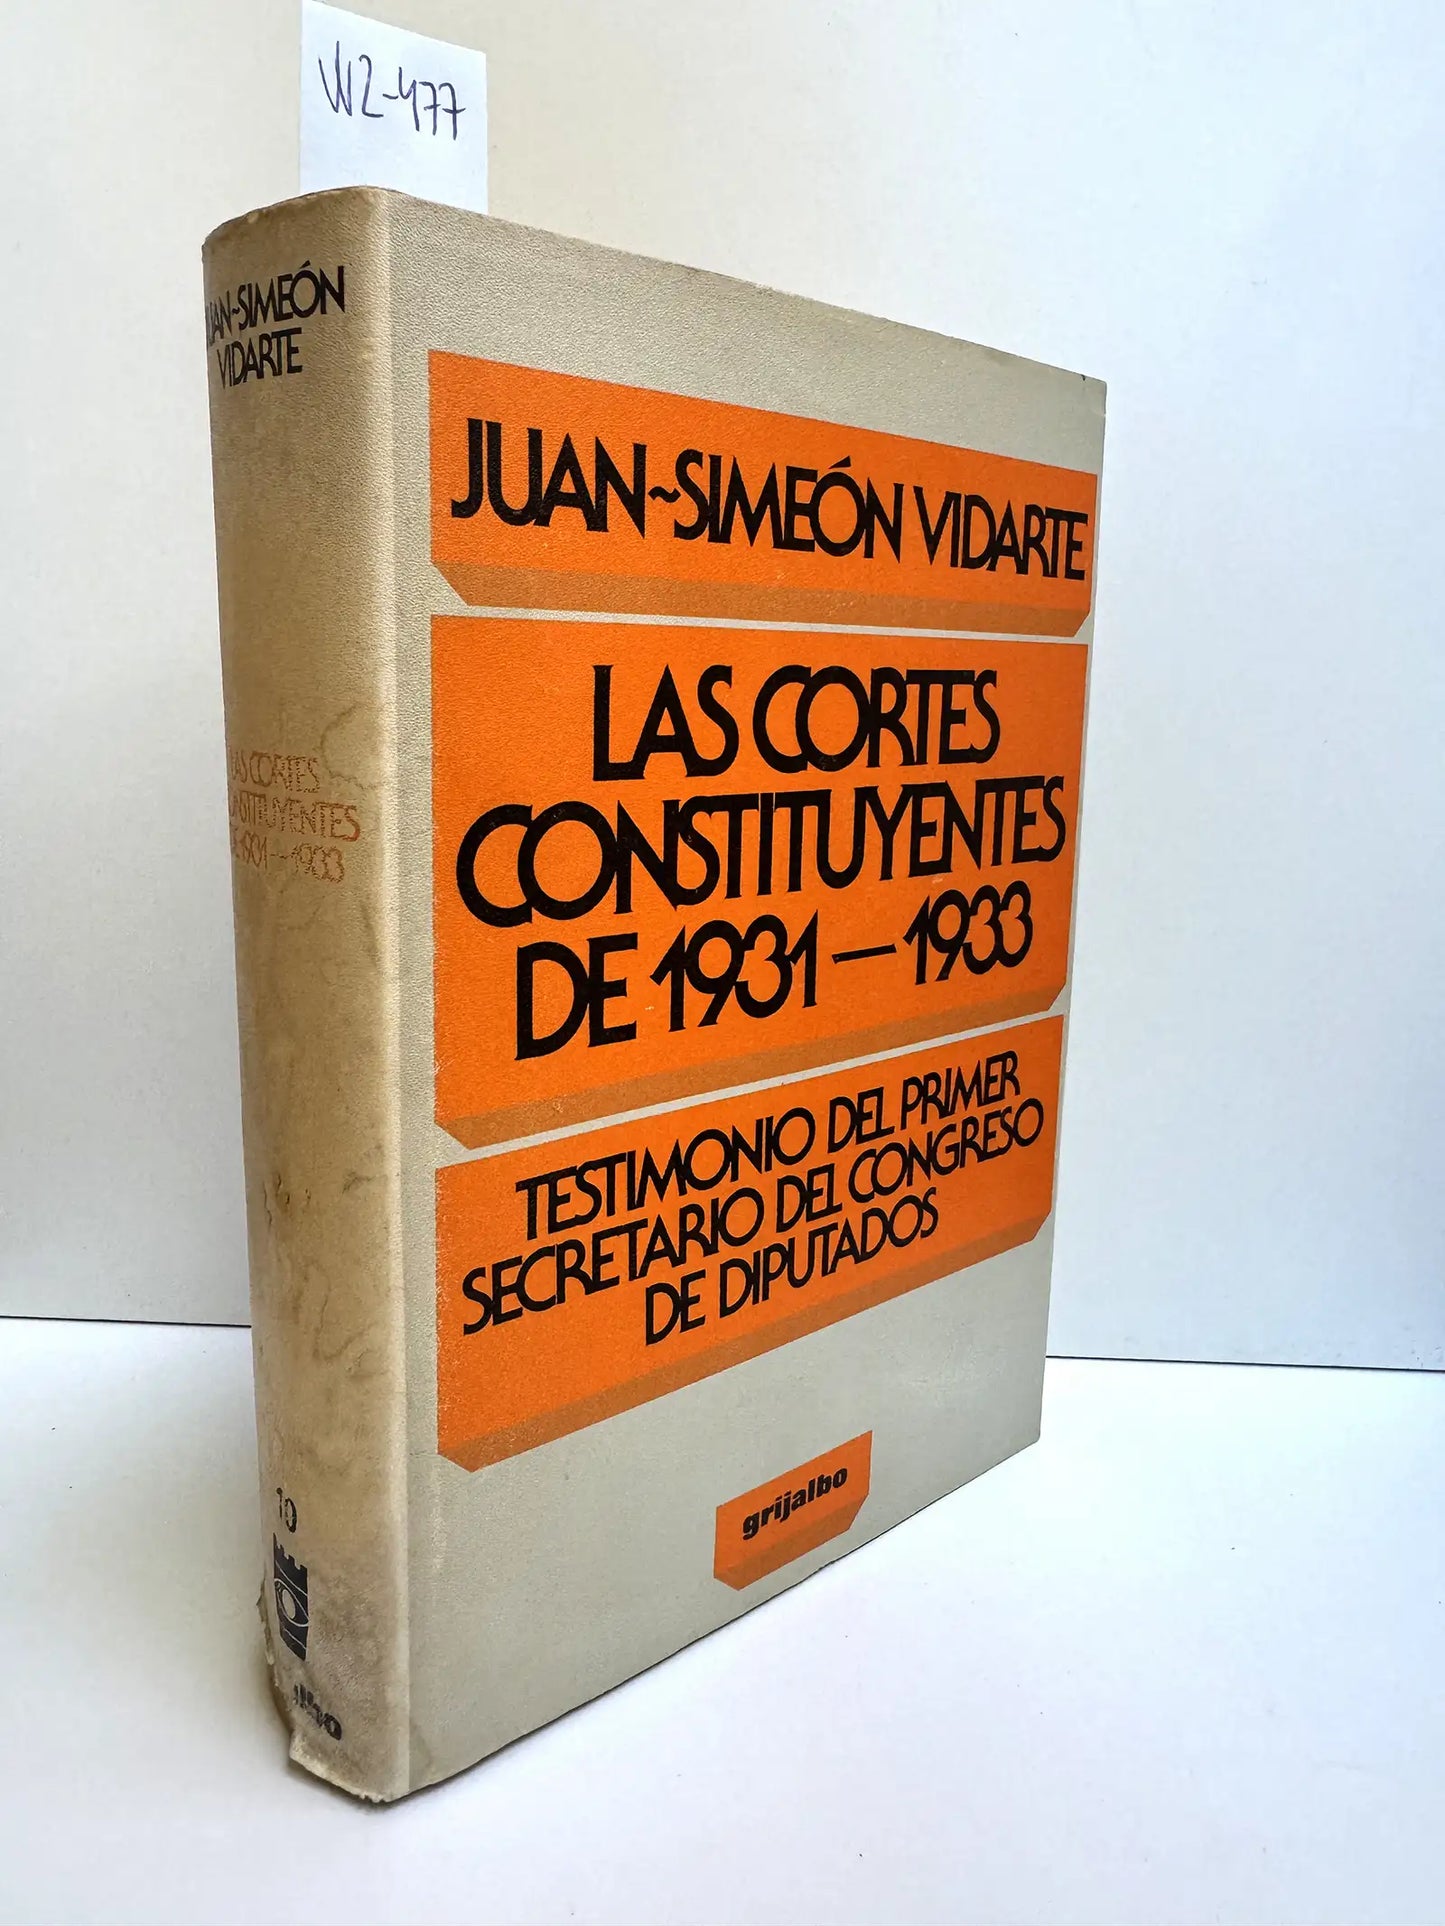 W2-477
JUAN~SIMEÓN
VIDARTE
LAS CORTES
CONSTITUYENTES
DE 1931—1933
10
JUAN~SIMEÓN VIDARTE
LAS CORTES
CONSTITUYENTES
DE 1931—1933
TESTIMONIO DEL PRIMER
SECRETARIO DEL CONGRESO
DE DIPUTADOS
grijalbo